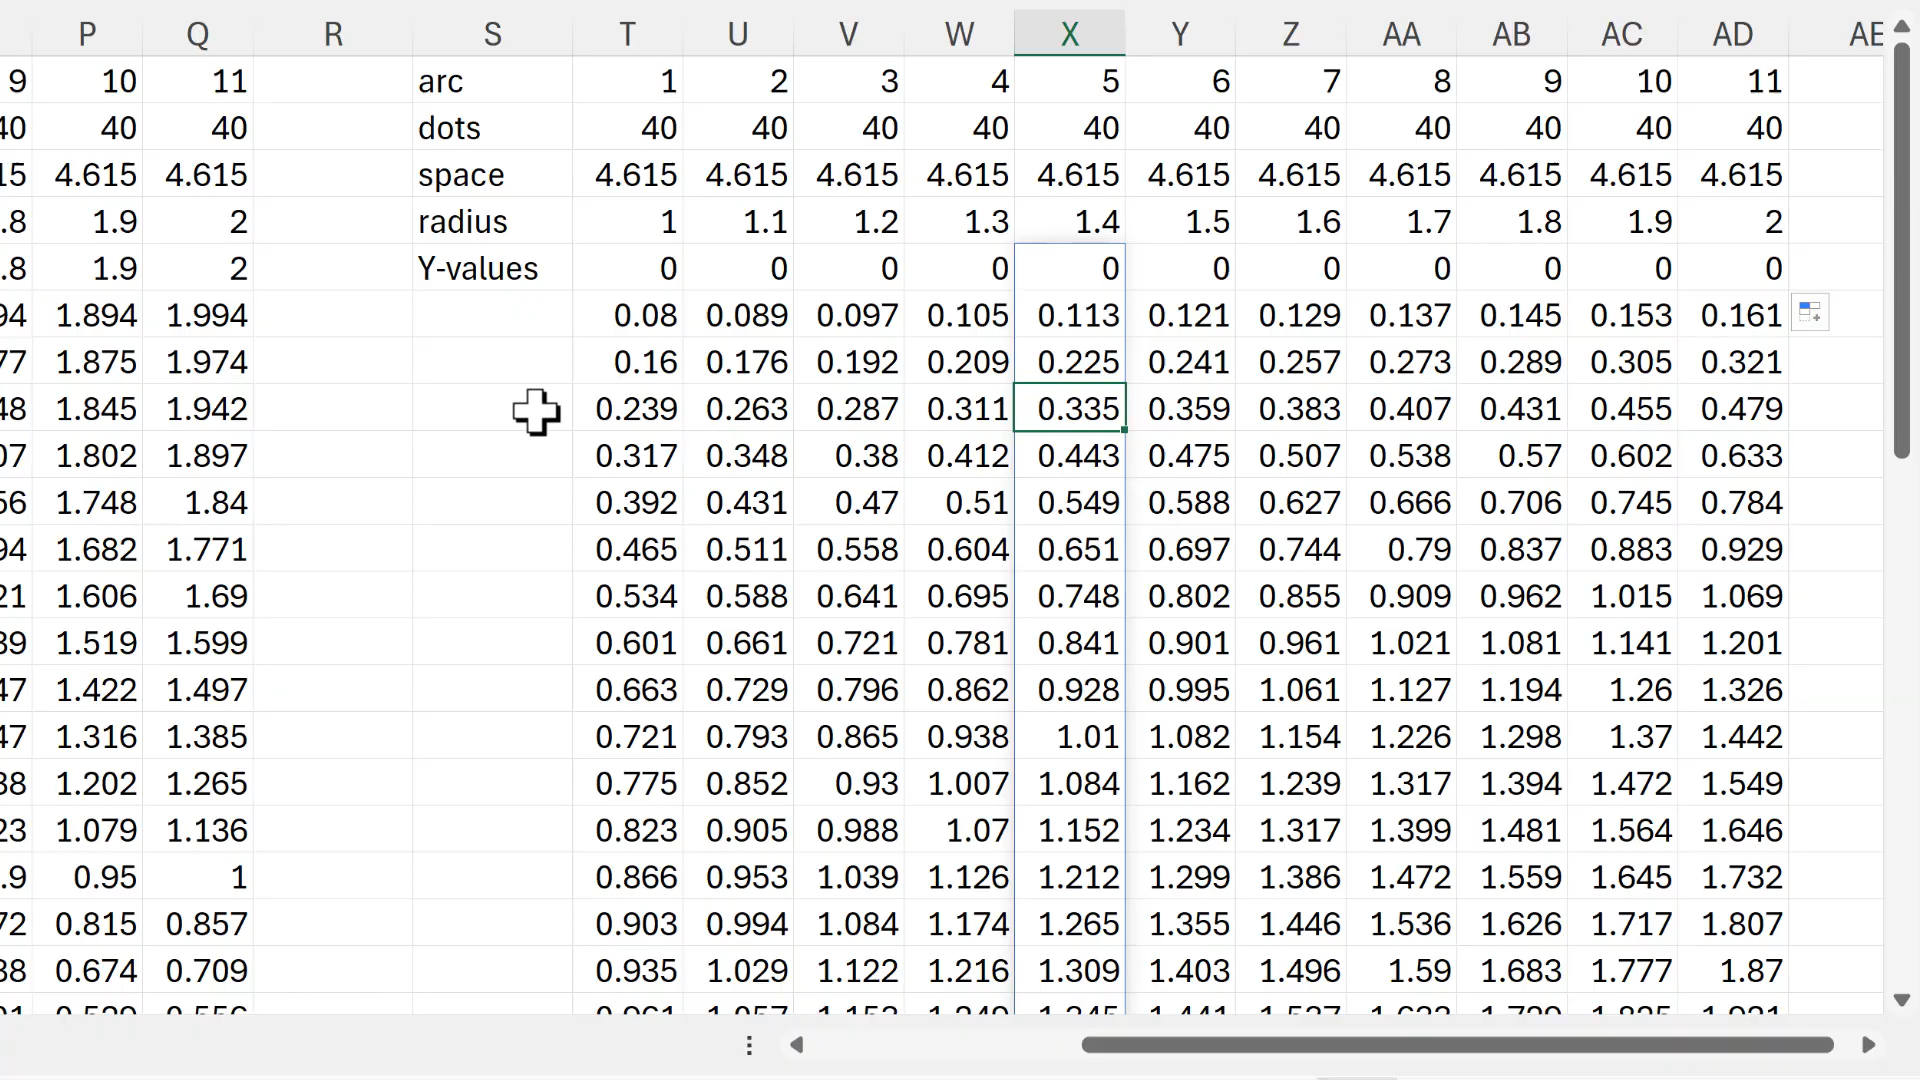 P Q R S T U V W X Y Z AA AB AC AD AE
9 10 11 arc 1 2 3 4 5 6 7 8 9 10 11
40 40 40 dots 40 40 40 40 40 40 40 40 40 40 40
15 4.615 4.615 space 4.615 4.615 4.615 4.615 4.615 4.615 4.615 4.615 4.615 4.615 4.615
.8 1.9 2 radius 1 1.1 1.2 1.3 1.4 1.5 1.6 1.7 1.8 1.9 2
.8 1.9 2 Y-values 0 0 0 0 0 0 0 0 0 0 0
94 1.894 1.994 0.08 0.089 0.097 0.105 0.113 0.121 0.129 0.137 0.145 0.153 0.161
77 1.875 1.974 0.16 0.176 0.192 0.209 0.225 0.241 0.257 0.273 0.289 0.305 0.321
48 1.845 1.942 0.239 0.263 0.287 0.311 0.335 0.359 0.383 0.407 0.431 0.455 0.479
07 1.802 1.897 0.317 0.348 0.38 0.412 0.443 0.475 0.507 0.538 0.57 0.602 0.633
56 1.748 1.84 0.392 0.431 0.47 0.51 0.549 0.588 0.627 0.666 0.706 0.745 0.784
94 1.682 1.771 0.465 0.511 0.558 0.604 0.651 0.697 0.744 0.79 0.837 0.883 0.929
21 1.606 1.69 0.534 0.588 0.641 0.695 0.748 0.802 0.855 0.909 0.962 1.015 1.069
39 1.519 1.599 0.601 0.661 0.721 0.781 0.841 0.901 0.961 1.021 1.081 1.141 1.201
47 1.422 1.497 0.663 0.729 0.796 0.862 0.928 0.995 1.061 1.127 1.194 1.26 1.326
47 1.316 1.385 0.721 0.793 0.865 0.938 1.01 1.082 1.154 1.226 1.298 1.37 1.442
38 1.202 1.265 0.775 0.852 0.93 1.007 1.084 1.162 1.239 1.317 1.394 1.472 1.549
23 1.079 1.136 0.823 0.905 0.988 1.07 1.152 1.234 1.317 1.399 1.481 1.564 1.646
.9 0.95 1 0.866 0.953 1.039 1.126 1.212 1.299 1.386 1.472 1.559 1.645 1.732
72 0.815 0.857 0.903 0.994 1.084 1.174 1.265 1.355 1.446 1.536 1.626 1.717 1.807
38 0.674 0.709 0.935 1.029 1.122 1.216 1.309 1.403 1.496 1.59 1.683 1.777 1.87